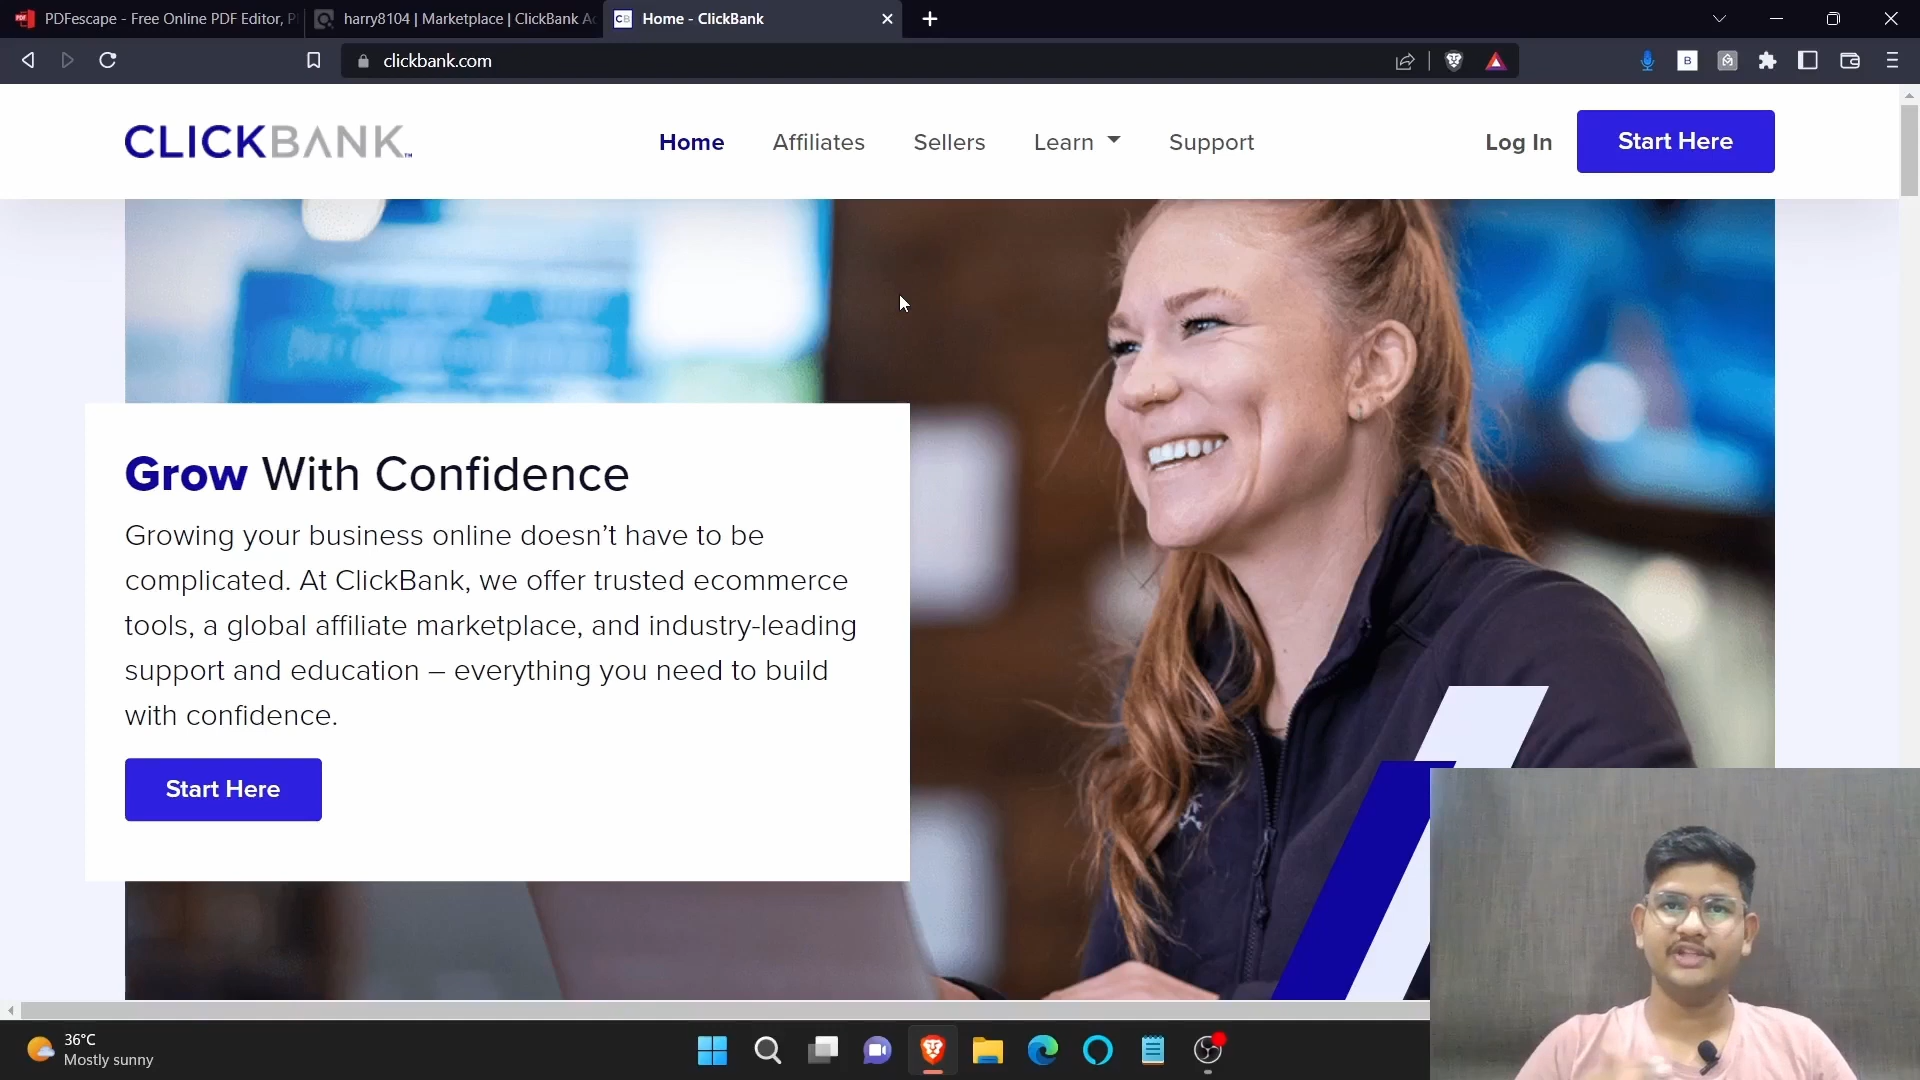 PDFescape - Free Online PDF Editor, P
harry8104 | Marketplace | ClickBank Ac
CB
Home - ClickBank
clickbank.com
B
CLICKBANK™
Home
Affiliates
Sellers
Learn
Support
Log In
Start Here
Grow With Confidence
Growing your business online doesn’t have to be
complicated. At ClickBank, we offer trusted ecommerce
tools, a global affiliate marketplace, and industry-leading
support and education – everything you need to build
with confidence.
Start Here
36°C
Mostly sunny